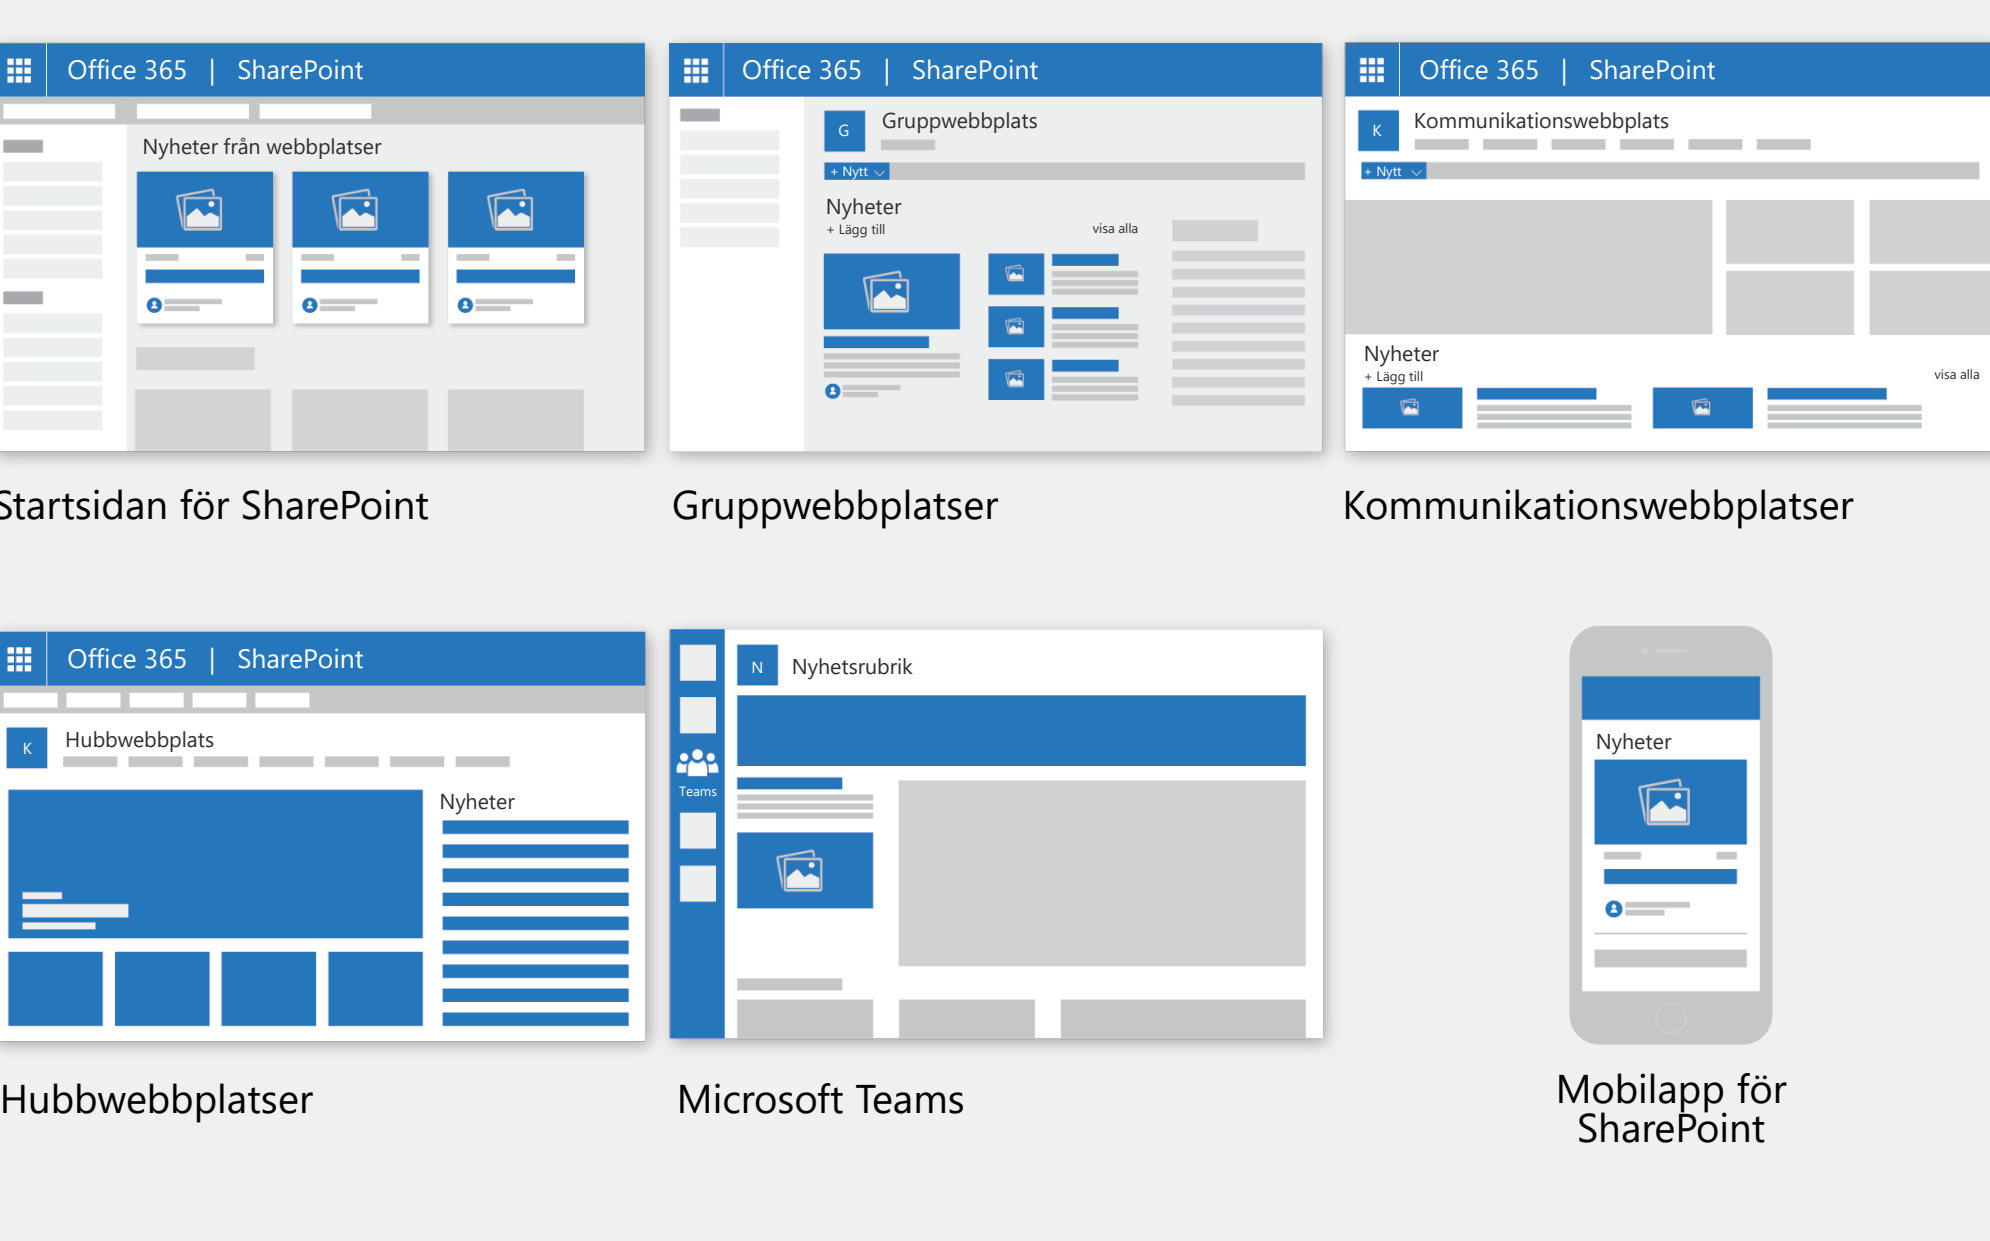 Office 365 | SharePoint
Nyheter från webbplatser
Startsidan för SharePoint
Office 365 | SharePoint
G Gruppwebbplats
+ Nytt
Nyheter
+ Lägg till visa alla
Gruppwebbplatser
Office 365 | SharePoint
K Kommunikationswebbplats
+ Nytt
Nyheter
+ Lägg till visa alla
Kommunikationswebbplatser
Office 365 | SharePoint
K Hubbwebbplats
Nyheter
Hubbwebbplatser
N Nyhetsrubrik
Teams
Microsoft Teams
Nyheter
Mobilapp för
SharePoint